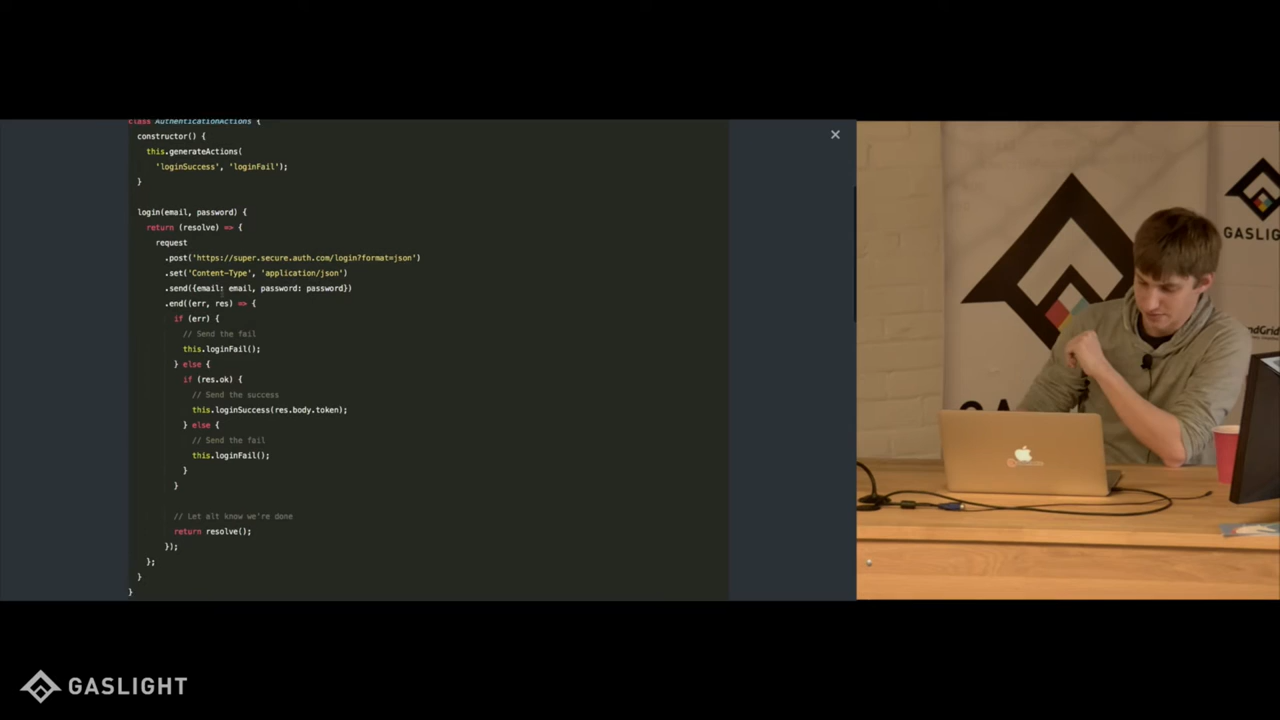 class AuthenticationActions {
constructor() {
this.generateActions(
'loginSuccess', 'loginFail');
}
login(email, password) {
return (resolve) => {
request
.post('https://super.secure.auth.com/login?format=json')
.set('Content-Type', 'application/json')
.send({email: email, password: password})
.end((err, res) => {
if (err) {
// Send the fail
this.loginFail();
} else {
if (res.ok) {
// Send the success
this.loginSuccess(res.body.token);
} else {
// Send the fail
this.loginFail();
}
}
// Let alt know we're done
return resolve();
});
};
}
}
GASLIGH
GA
ndGrid
GASLIGHT